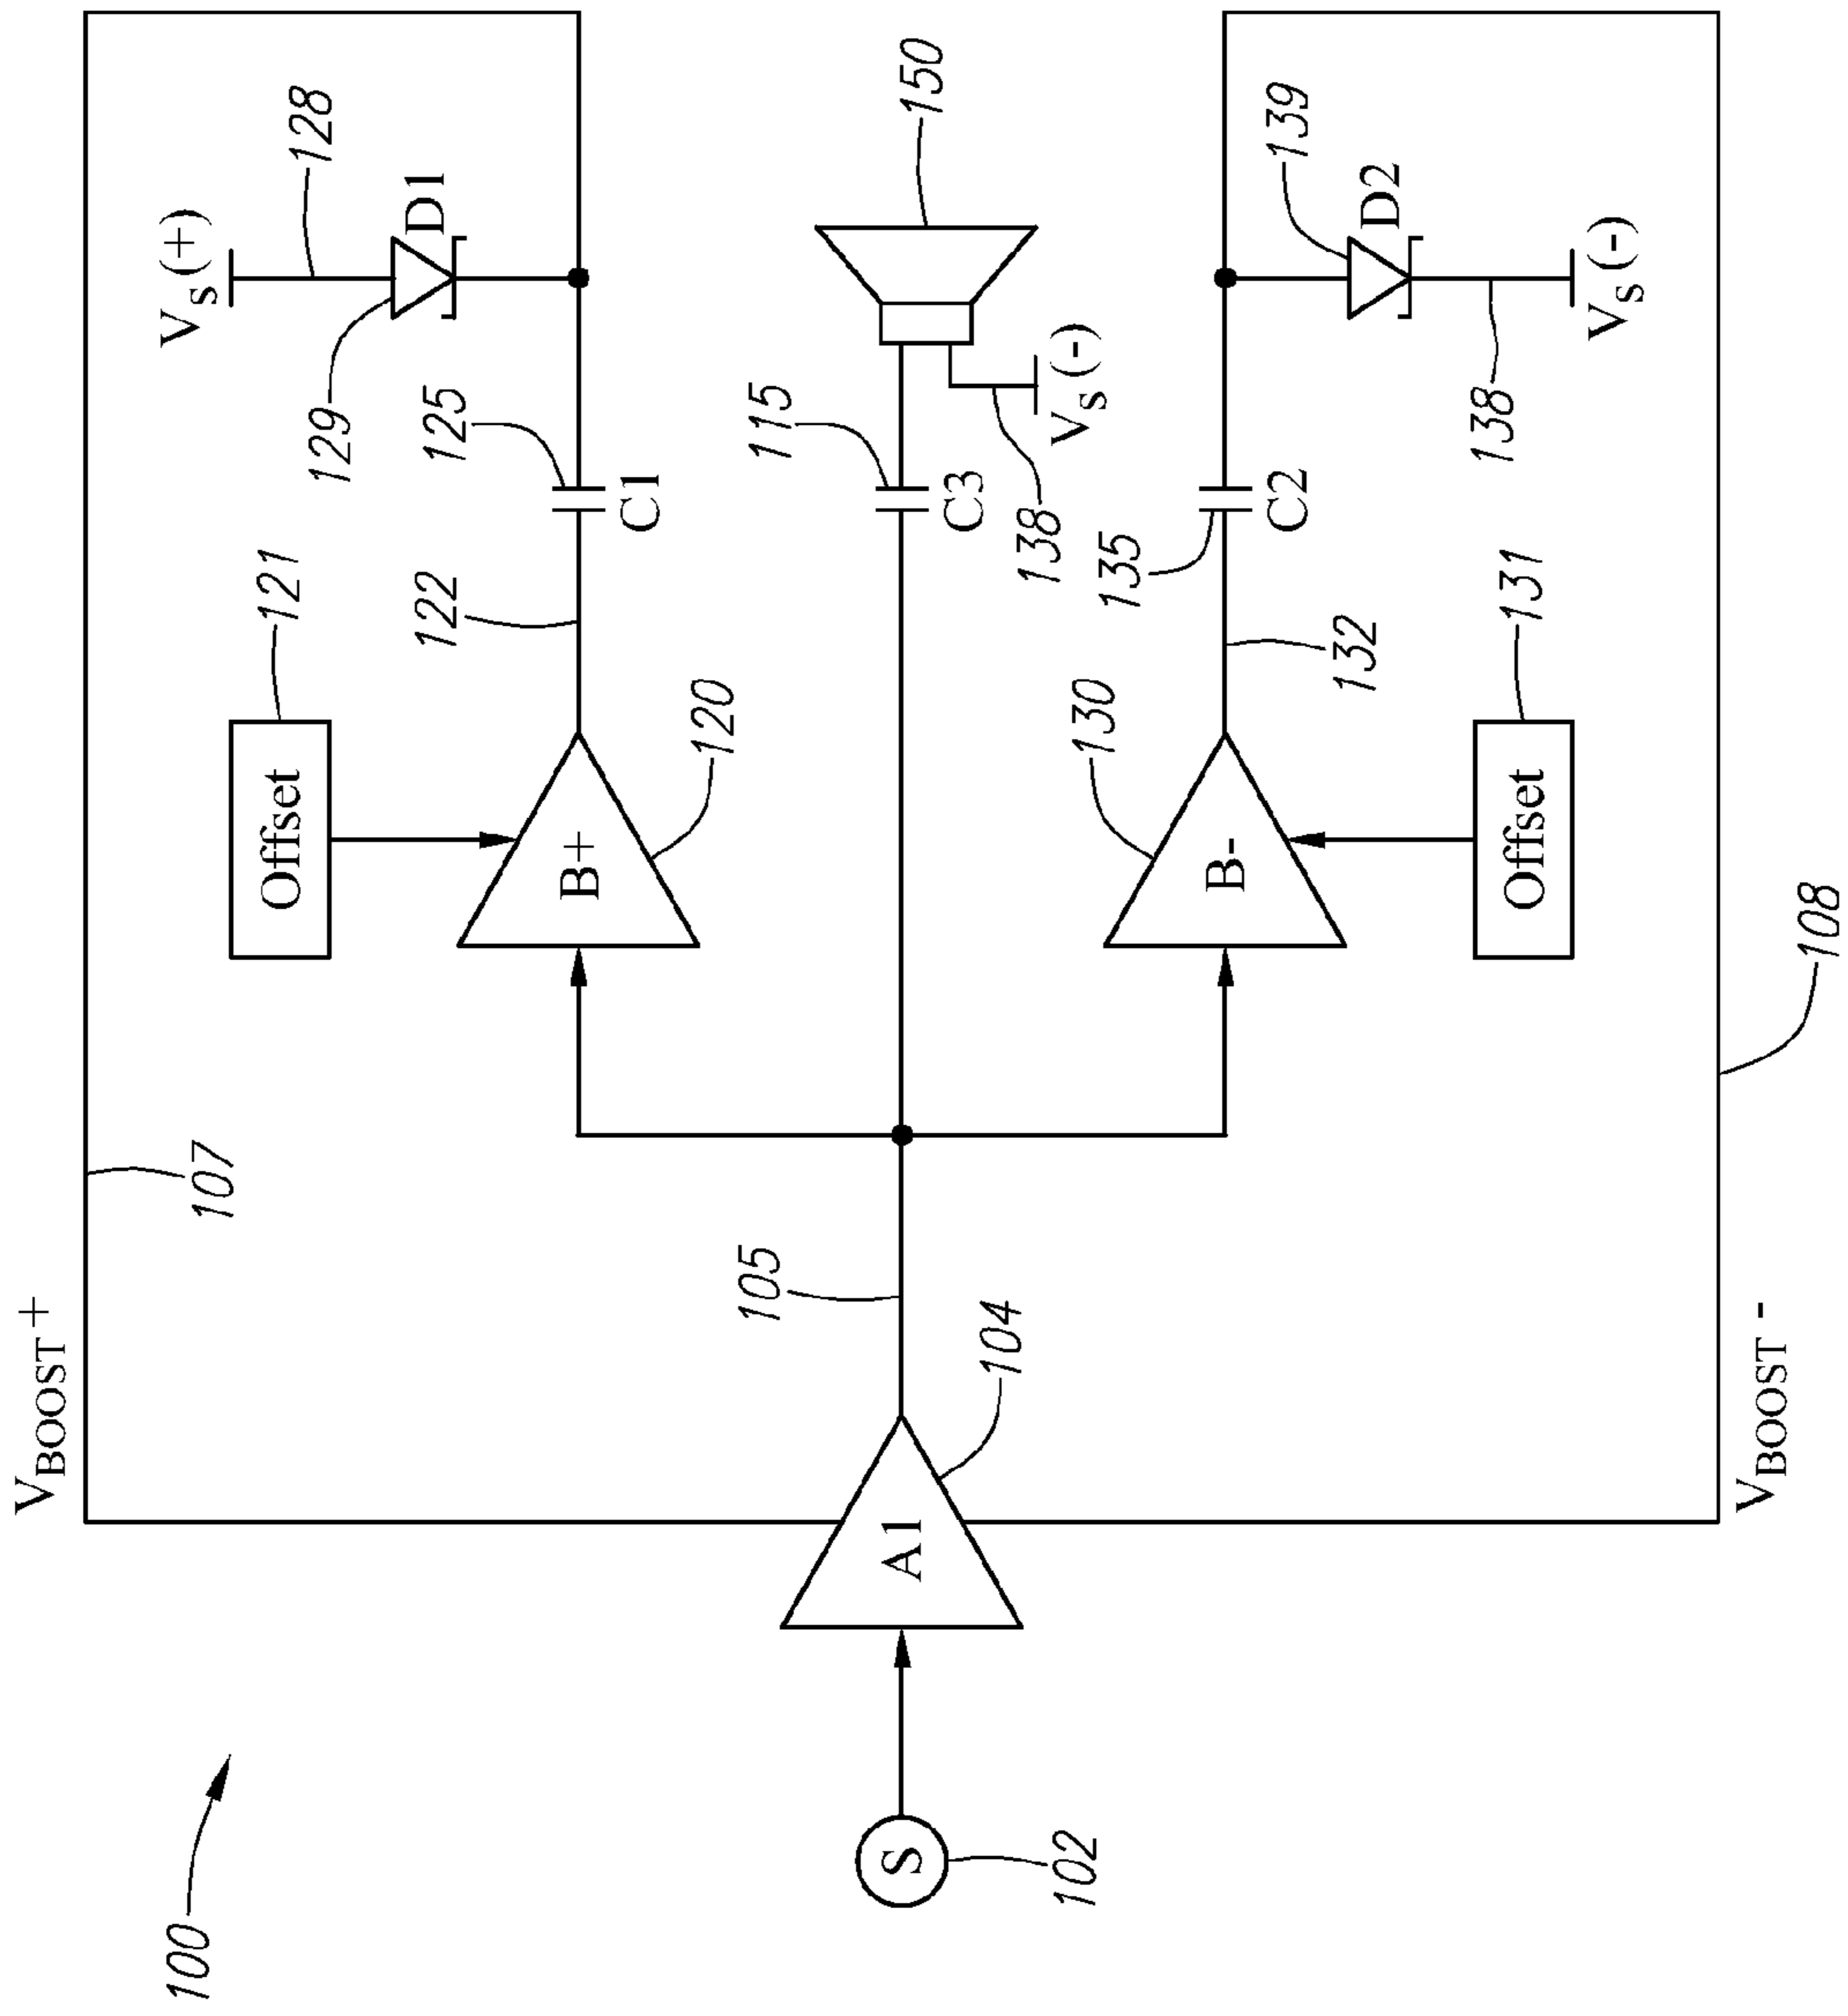 100
S
102
A1
104
105
V_BOOST +
107
V_BOOST -
108
Offset
121
B+
120
122
125
C1
V_S (+)
128
129
D1
115
C3
150
138
V_S (-)
B-
130
132
135
C2
Offset
131
139
D2
138
V_S (-)